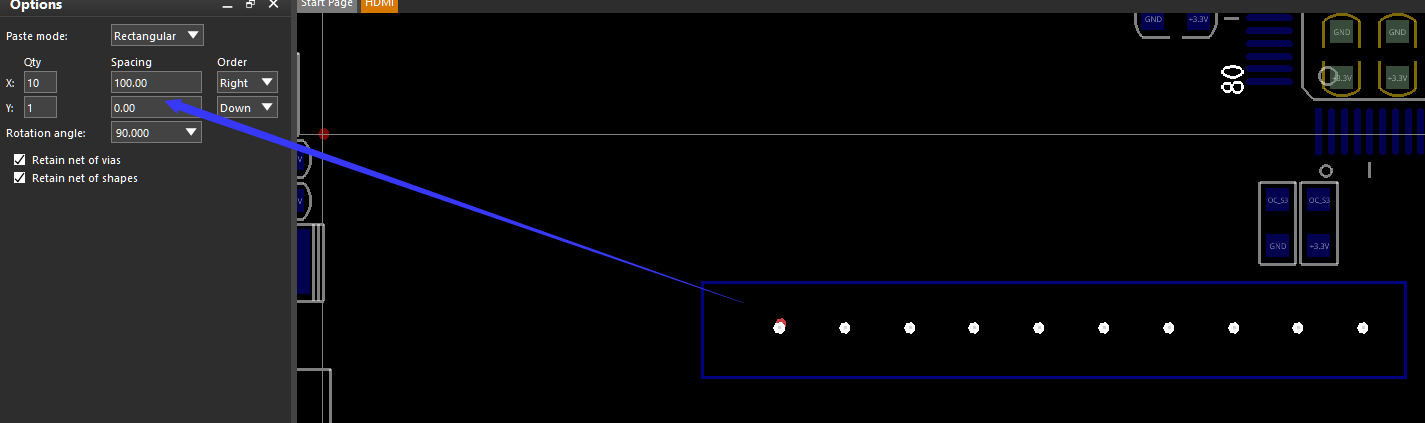 Options
Start Page HDMI
Paste mode: Rectangular
Qty Spacing Order
X: 10 100.00 Right
Y: 1 0.00 Down
Rotation angle: 90.000
Retain net of vias
Retain net of shapes
GND +3.3V
GND GND
+3.3V +3.3V
80
V
V
OC_S3 OC_S3
GND +3.3V